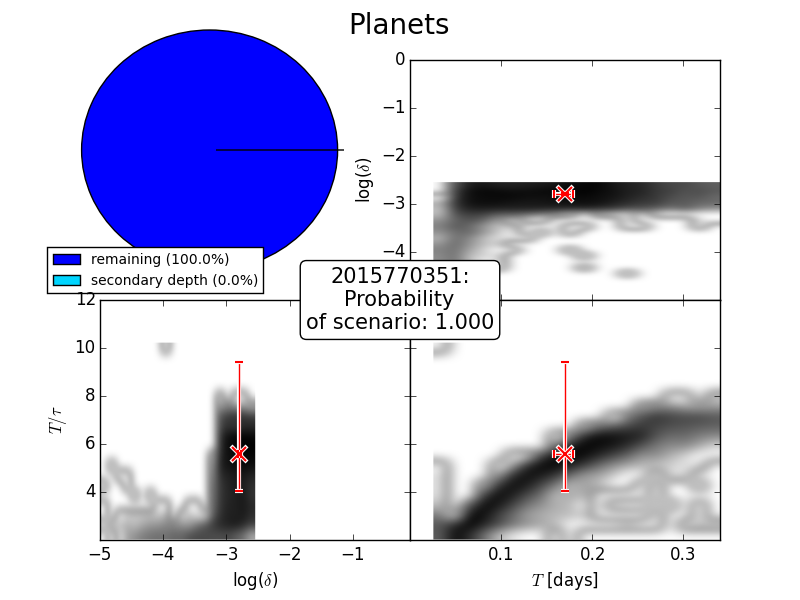 Planets
remaining (100.0%)
secondary depth (0.0%)
0
−1
−2
−3
−4
log(δ)
2015770351:
Probability
of scenario: 1.000
12
10
8
6
4
T/τ
−5
−4
−3
−2
−1
log(δ)
0.1
0.2
0.3
T [days]